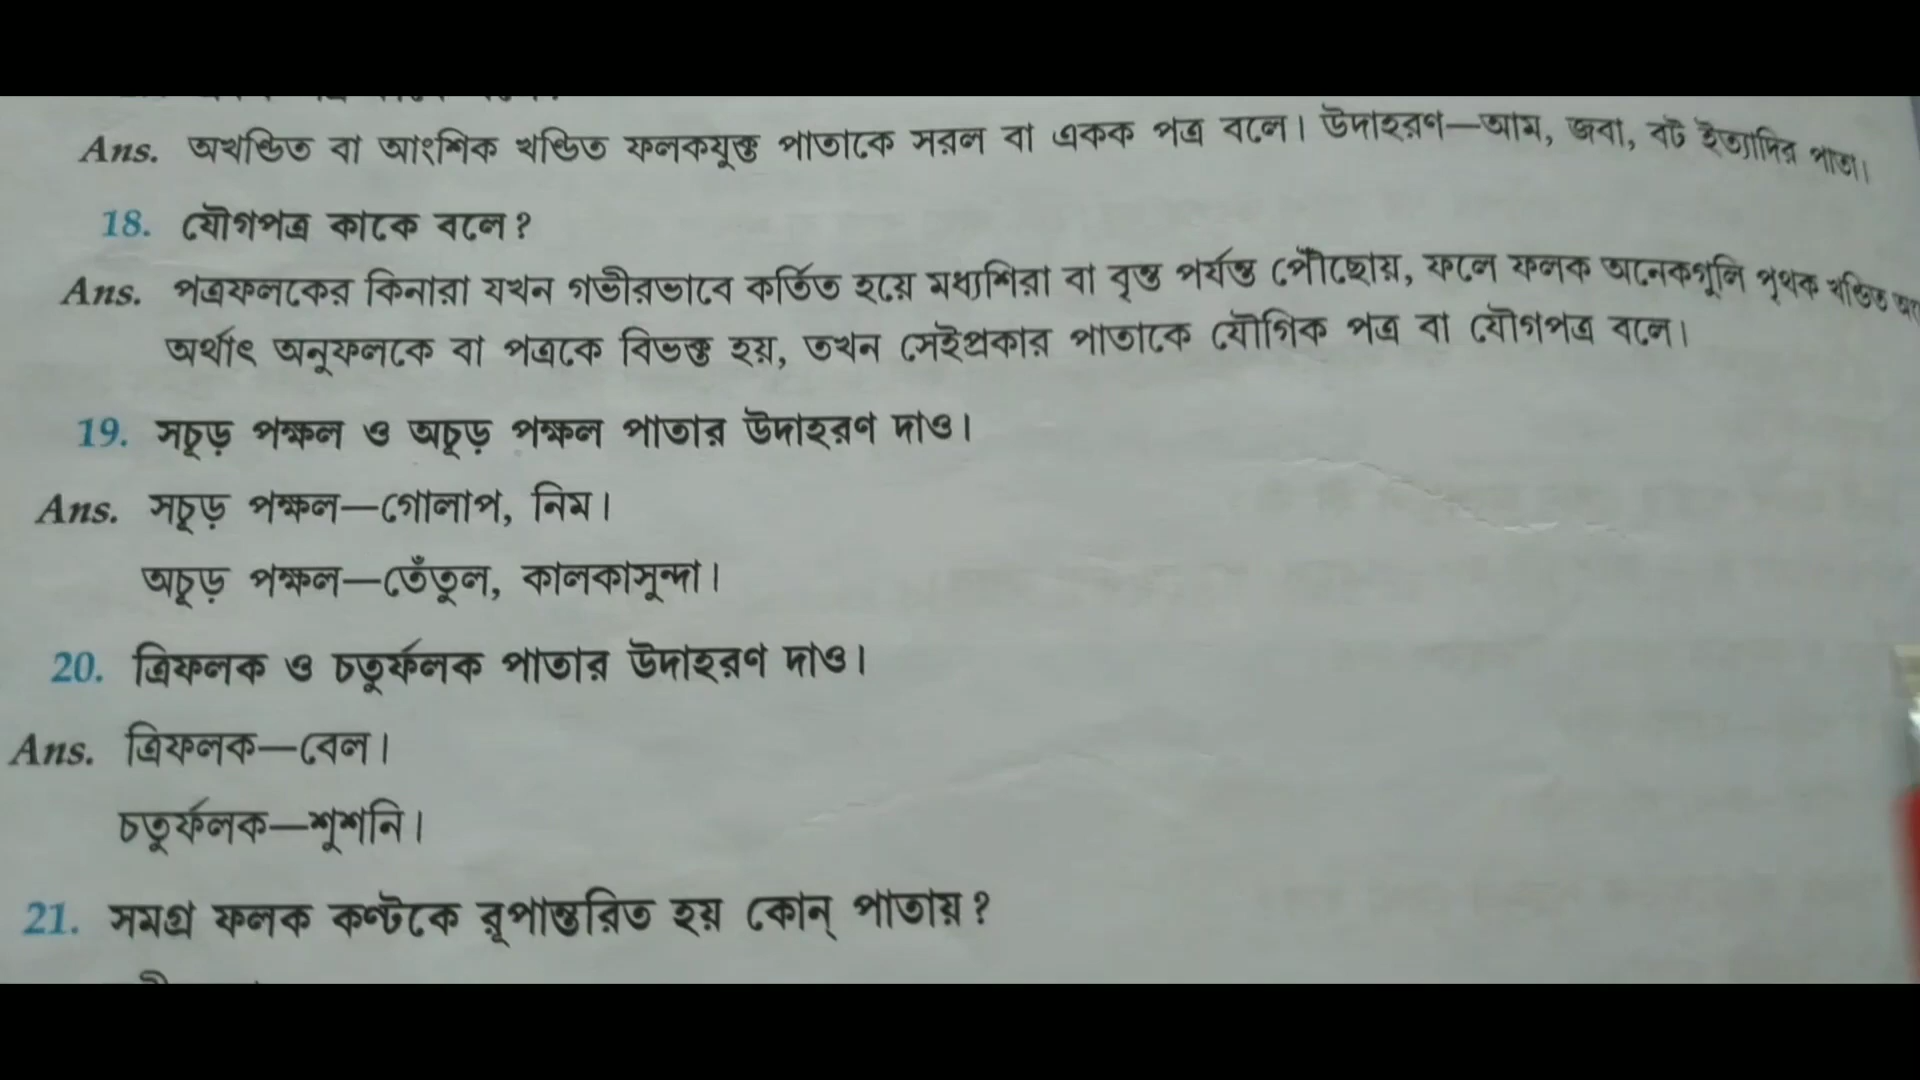 Ans. অখণ্ডিত বা আংশিক খণ্ডিত ফলকযুক্ত পাতাকে সরল বা একক পত্র বলে। উদাহরণ—আম, জবা, বট ইত্যাদির পাতা।
18. যৌগপত্র কাকে বলে?
Ans. পত্রফলকের কিনারা যখন গভীরভাবে কর্তিত হয়ে মধ্যশিরা বা বৃন্ত পর্যন্ত পৌঁছোয়, ফলে ফলক অনেকগুলি পৃথক খণ্ডিত
অর্থাৎ অনুফলকে বা পত্রকে বিভক্ত হয়, তখন সেইপ্রকার পাতাকে যৌগিক পত্র বা যৌগপত্র বলে।
19. সচূড় পক্ষল ও অচূড় পক্ষল পাতার উদাহরণ দাও।
Ans. সচূড় পক্ষল—গোলাপ, নিম।
অচূড় পক্ষল—তেঁতুল, কালকাসুন্দা।
20. ত্রিফলক ও চতুর্ফলক পাতার উদাহরণ দাও।
Ans. ত্রিফলক—বেল।
চতুর্ফলক—শুশনি।
21. সমগ্র ফলক কণ্টকে রূপান্তরিত হয় কোন্ পাতায়?